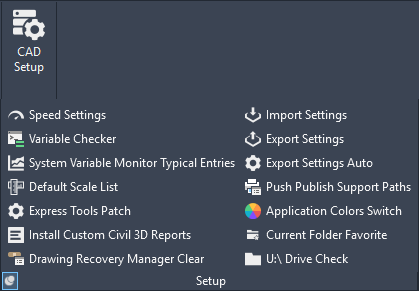 CAD
Setup
Speed Settings
Import Settings
Variable Checker
Export Settings
System Variable Monitor Typical Entries
Export Settings Auto
Default Scale List
Push Publish Support Paths
Express Tools Patch
Application Colors Switch
Install Custom Civil 3D Reports
Current Folder Favorite
Drawing Recovery Manager Clear
U:\ Drive Check
Setup